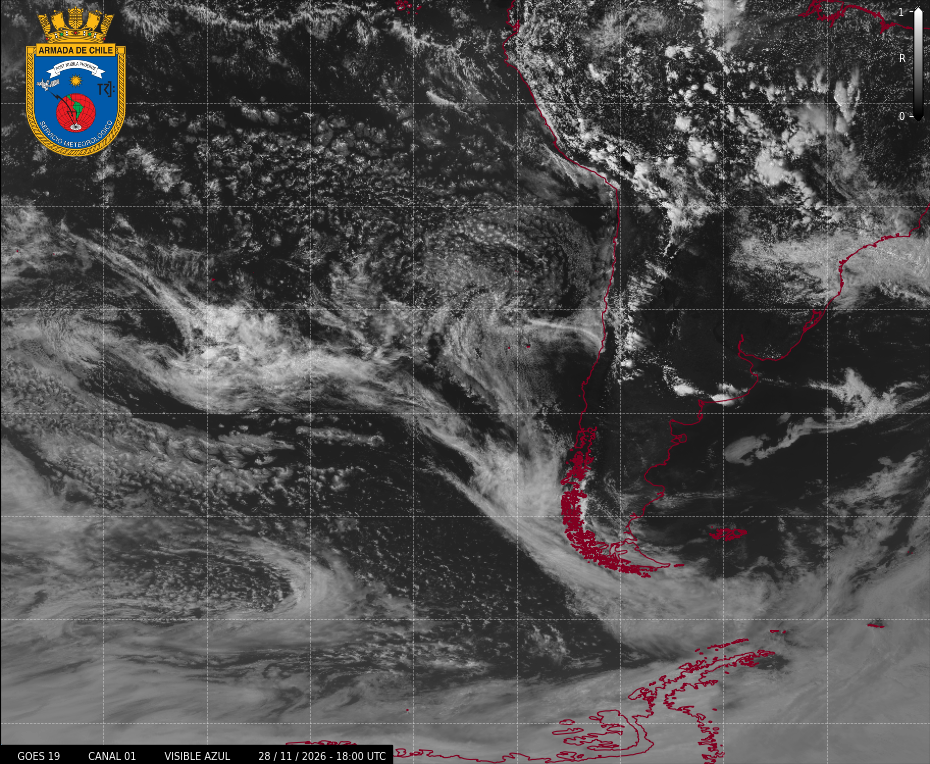 ARMADA DE CHILE
SERVICIO METEOROLOGICO
1
R
0
GOES 19 CANAL 01 VISIBLE AZUL 28 / 11 / 2026 - 18:00 UTC